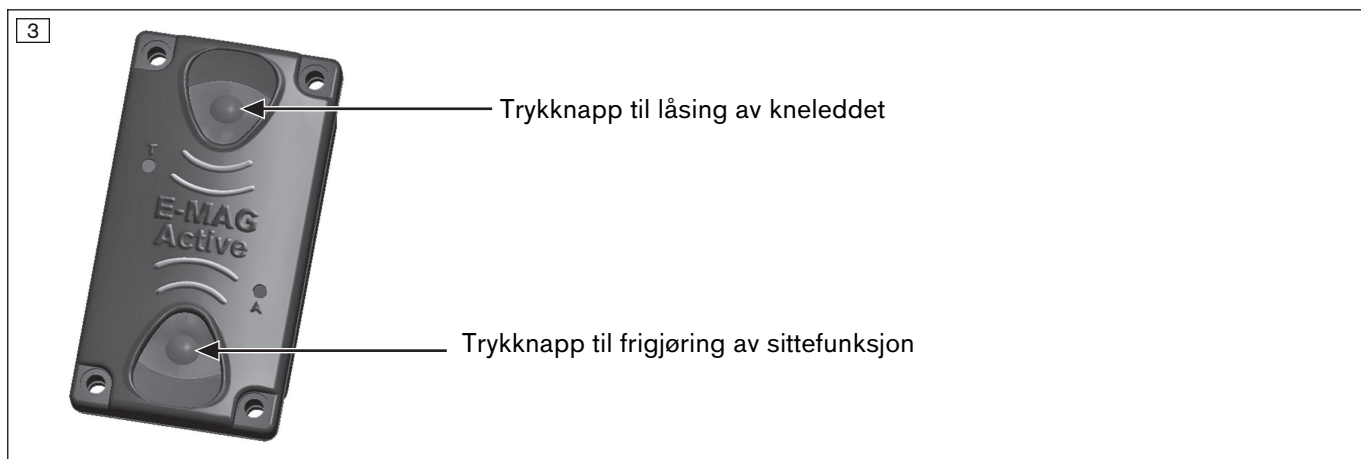 3
Trykknapp til låsing av kneleddet
T
E-MAG
Active
A
Trykknapp til frigjøring av sittefunksjon